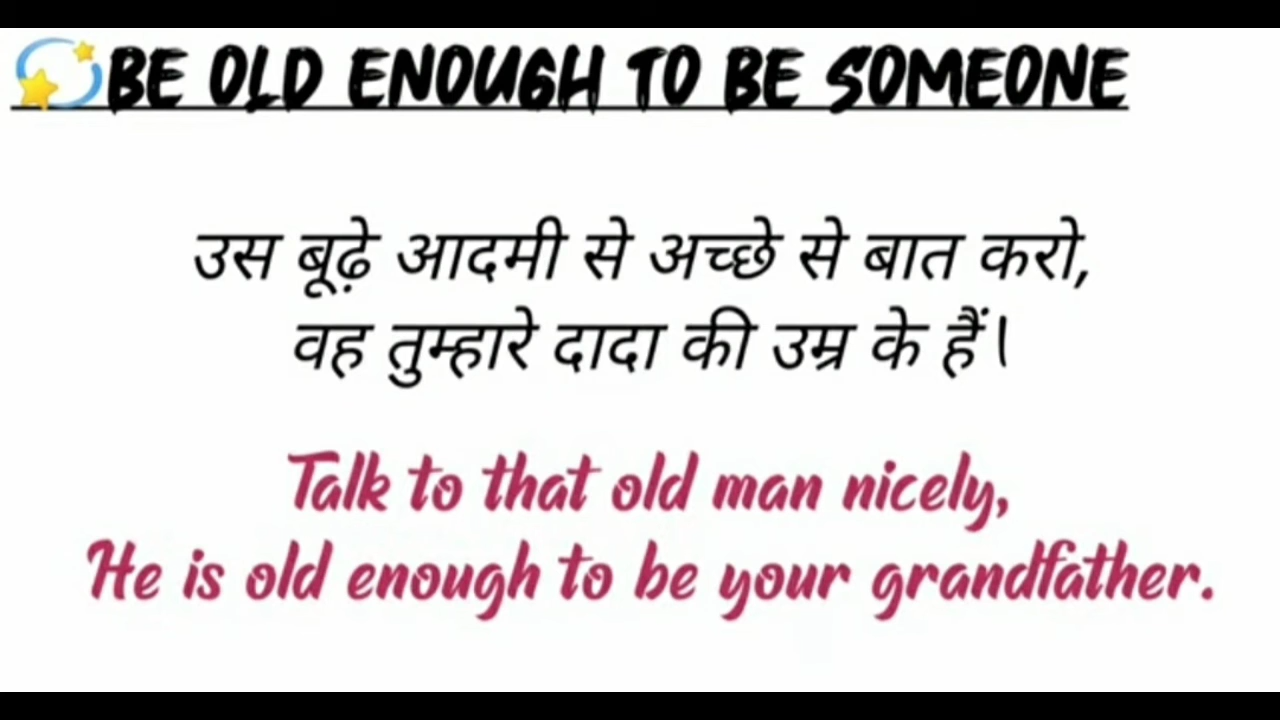 BE OLD ENOUGH TO BE SOMEONE
उस बूढ़े आदमी से अच्छे से बात करो,
वह तुम्हारे दादा की उम्र के हैं।
Talk to that old man nicely,
He is old enough to be your grandfather.